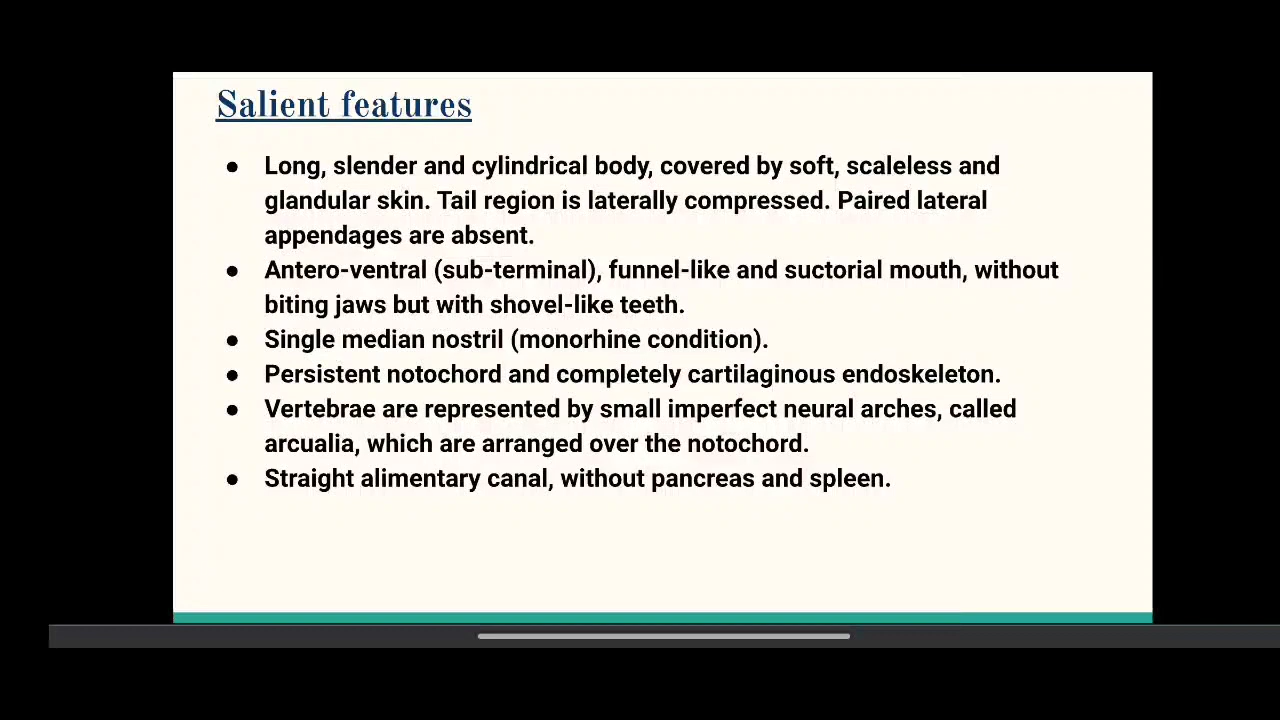 Salient features
● Long, slender and cylindrical body, covered by soft, scaleless and
glandular skin. Tail region is laterally compressed. Paired lateral
appendages are absent.
● Antero-ventral (sub-terminal), funnel-like and suctorial mouth, without
biting jaws but with shovel-like teeth.
● Single median nostril (monorhine condition).
● Persistent notochord and completely cartilaginous endoskeleton.
● Vertebrae are represented by small imperfect neural arches, called
arcualia, which are arranged over the notochord.
● Straight alimentary canal, without pancreas and spleen.